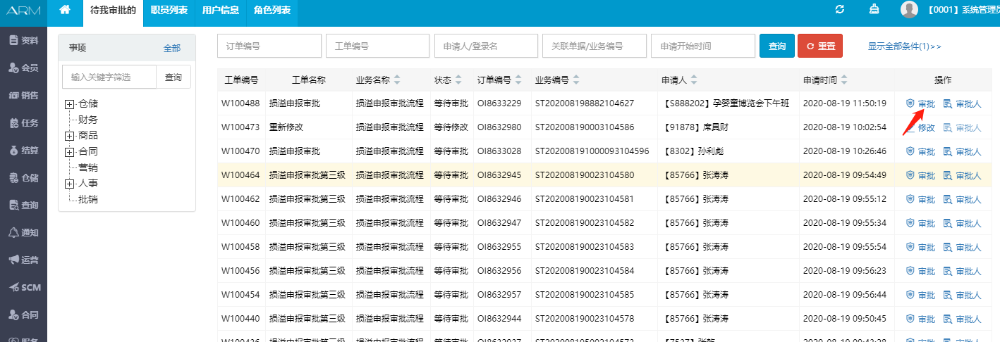 ARM
待我审批的
职员列表
用户信息
角色列表
【0001】系统管理员
资料
会员
销售
任务
结算
仓储
查询
通知
运营
SCM
合同
事项
全部
输入关键字筛选
查询
仓储
财务
商品
合同
营销
人事
批销
订单编号
工单编号
申请人/登录名
关联单据/业务编号
申请开始时间
查询
重置
显示全部条件(1)>>
工单编号 工单名称 业务名称 状态 订单编号 业务编号 申请人 申请时间 操作
W100488 损溢申报审批 损溢申报审批流程 等待审批 OI8633229 ST202008198882104627 【S888202】孕婴童博览会下午班 2020-08-19 11:50:19 审批 审批人
W100473 重新修改 损溢申报审批流程 等待修改 OI8632980 ST202008190003104586 【91878】席具财 2020-08-19 10:02:54 修改 审批人
W100470 损溢申报审批 损溢申报审批流程 等待审批 OI8633028 ST202008191000093104596 【8302】孙利彪 2020-08-19 10:26:46 审批 审批人
W100464 损溢申报审批第三级 损溢申报审批流程 等待审批 OI8632945 ST202008190023104580 【85766】张涛涛 2020-08-19 09:54:49 审批 审批人
W100462 损溢申报审批第三级 损溢申报审批流程 等待审批 OI8632946 ST202008190023104581 【85766】张涛涛 2020-08-19 09:55:12 审批 审批人
W100460 损溢申报审批第三级 损溢申报审批流程 等待审批 OI8632947 ST202008190023104582 【85766】张涛涛 2020-08-19 09:55:34 审批 审批人
W100458 损溢申报审批第三级 损溢申报审批流程 等待审批 OI8632955 ST202008190023104583 【85766】张涛涛 2020-08-19 09:55:54 审批 审批人
W100456 损溢申报审批第三级 损溢申报审批流程 等待审批 OI8632956 ST202008190023104584 【85766】张涛涛 2020-08-19 09:56:23 审批 审批人
W100454 损溢申报审批第三级 损溢申报审批流程 等待审批 OI8632957 ST202008190023104585 【85766】张涛涛 2020-08-19 09:56:44 审批 审批人
W100440 损溢申报审批第三级 损溢申报审批流程 等待审批 OI8632944 ST202008190023104578 【85766】张涛涛 2020-08-19 09:50:45 审批 审批人